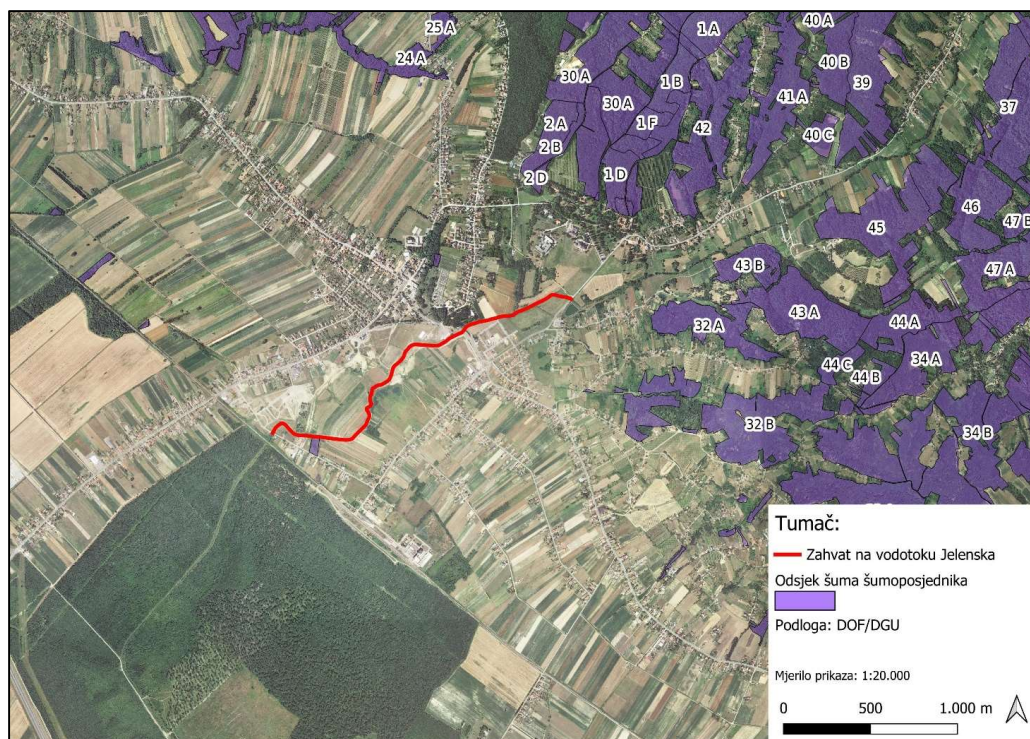 25 A
1 A
40 A
24 A
40 B
30 A
1 B
39
41 A
30 A
37
2 A
1 F
42
40 C
2 B
2 D
1 D
46
45
47 B
43 B
47 A
43 A
44 A
32 A
34 A
44 C
44 B
32 B
34 B
Tumač:
Zahvat na vodotoku Jelenska
Odsjek šuma šumoposjednika
Podloga: DOF/DGU
Mjerilo prikaza: 1:20.000
0 500 1.000 m